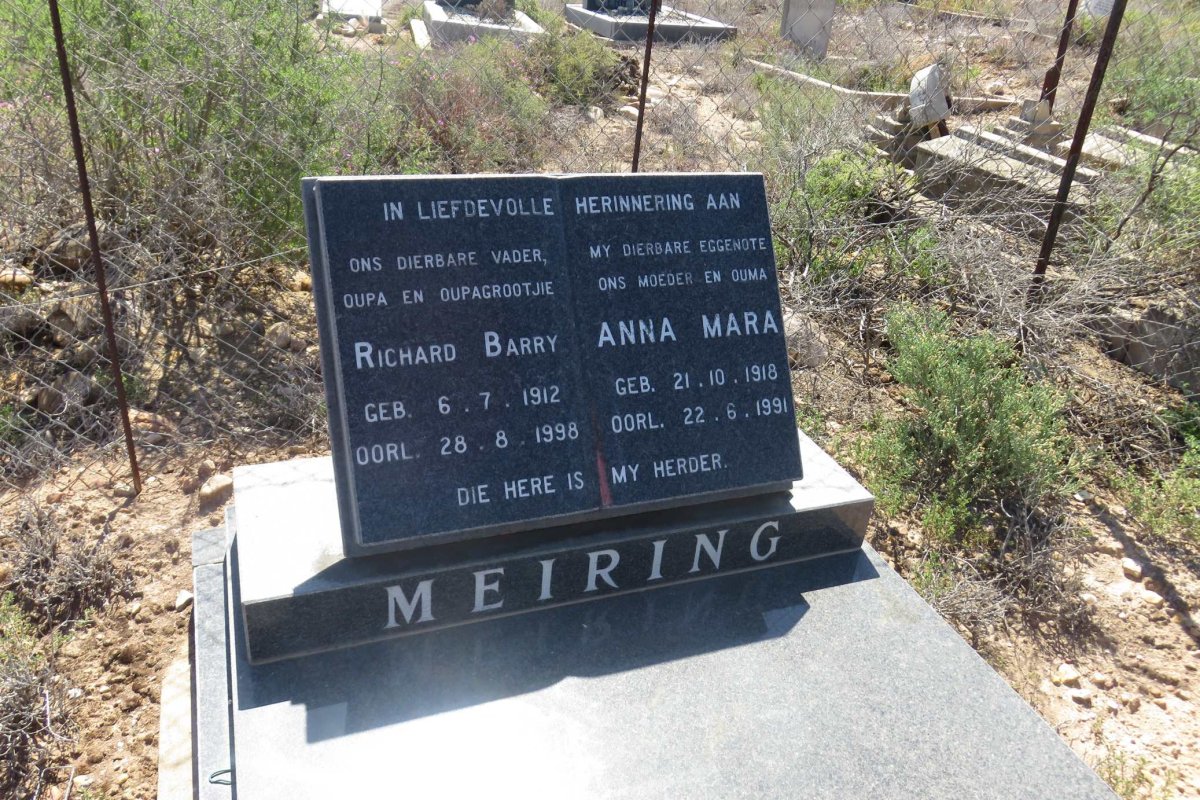 IN LIEFDEVOLLE HERINNERING AAN
ONS DIERBARE VADER,
OUPA EN OUPAGROOTJIE
RICHARD BARRY
GEB. 6 . 7 . 1912
OORL. 28 . 8 . 1998
MY DIERBARE EGGENOTE
ONS MOEDER EN OUMA
ANNA MARA
GEB. 21 . 10 . 1918
OORL. 22 . 6 . 1991
DIE HERE IS MY HERDER.
MEIRING